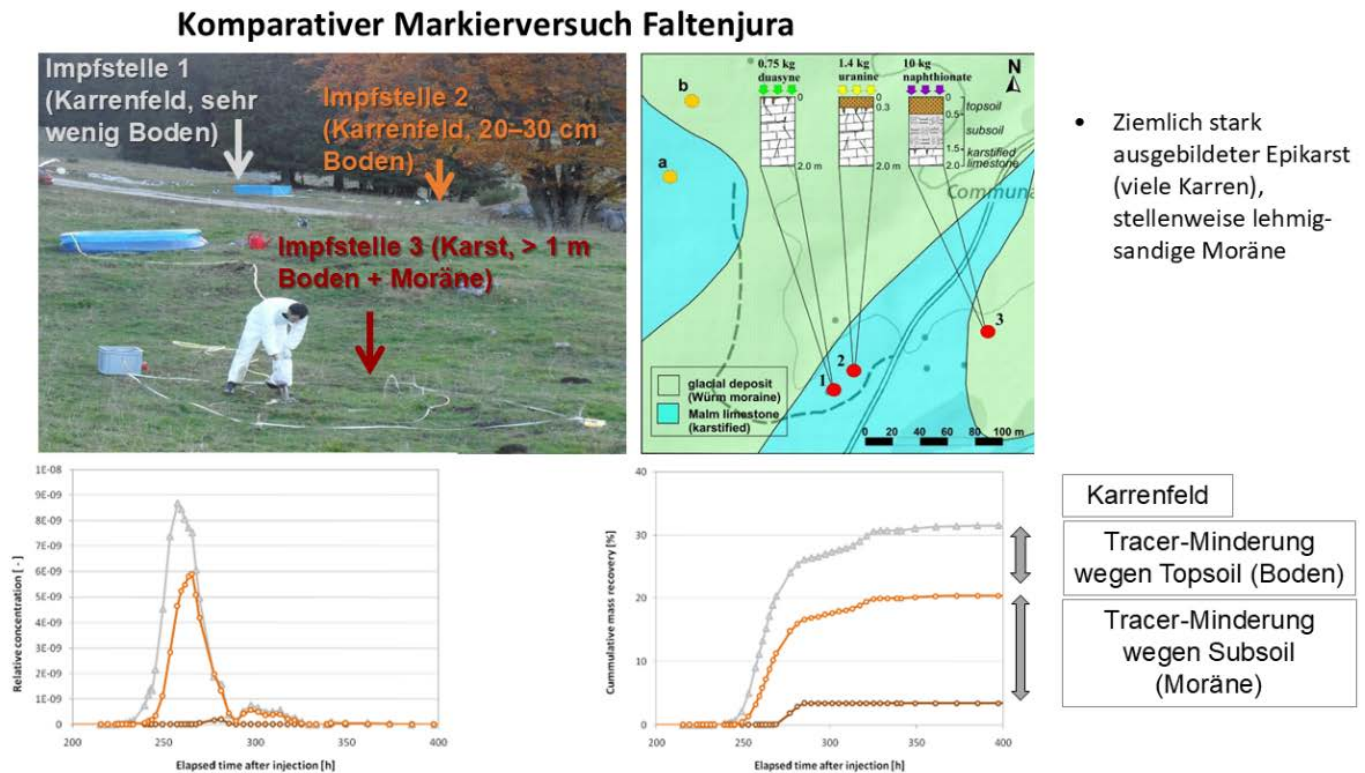 Komparativer Markierversuch Faltenjura
Impfstelle 1
(Karrenfeld, sehr
wenig Boden)
Impfstelle 2
(Karrenfeld, 20–30 cm
Boden)
Impfstelle 3 (Karst, > 1 m
Boden + Moräne)
0.75 kg
duasyne
1.4 kg
uranine
10 kg
naphthionate
N
0
2.0 m
0
0.3
2.0 m
0
0.5
1.5
2.0
topsoil
subsoil
karstified
limestone
b
a
Communa
1
2
3
glacial deposit
(Würm moraine)
Malm limestone
(karstified)
0 20 40 60 80 100 m
• Ziemlich stark
ausgebildeter Epikarst
(viele Karren),
stellenweise lehmig-
sandige Moräne
Relative concentration [ - ]
1E-08
9E-09
8E-09
7E-09
6E-09
5E-09
4E-09
3E-09
2E-09
1E-09
0
200 250 300 350 400
Elapsed time after injection [h]
Cummulative mass recovery [%]
40
30
20
10
0
200 250 300 350 400
Elapsed time after injection [h]
Karrenfeld
Tracer-Minderung
wegen Topsoil (Boden)
Tracer-Minderung
wegen Subsoil
(Moräne)